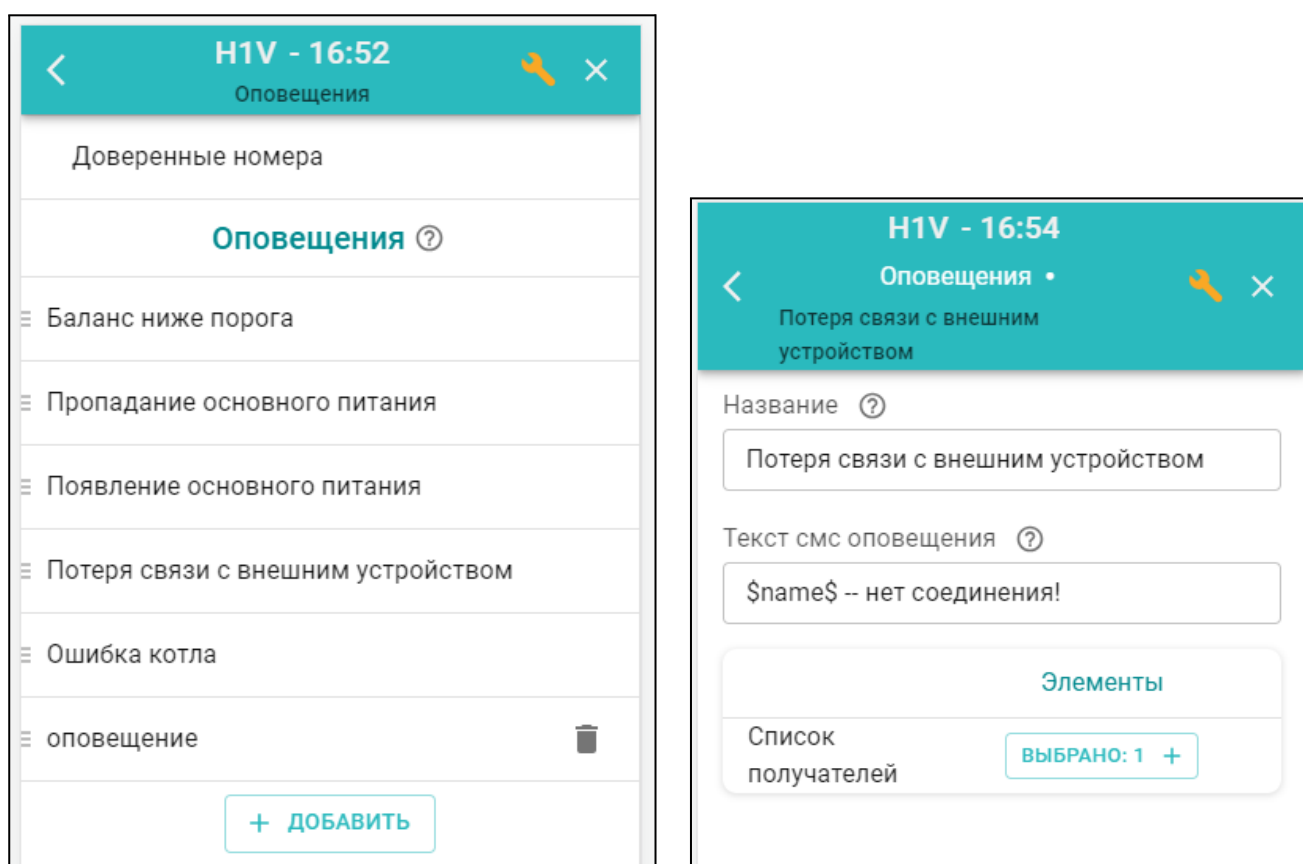 H1V - 16:52
Оповещения
Доверенные номера
Оповещения ?
Баланс ниже порога
Пропадание основного питания
Появление основного питания
Потеря связи с внешним устройством
Ошибка котла
оповещение
+ ДОБАВИТЬ
H1V - 16:54
Оповещения •
Потеря связи с внешним
устройством
Название ?
Потеря связи с внешним устройством
Текст смс оповещения ?
$name$ -- нет соединения!
Элементы
Список
получателей
ВЫБРАНО: 1 +